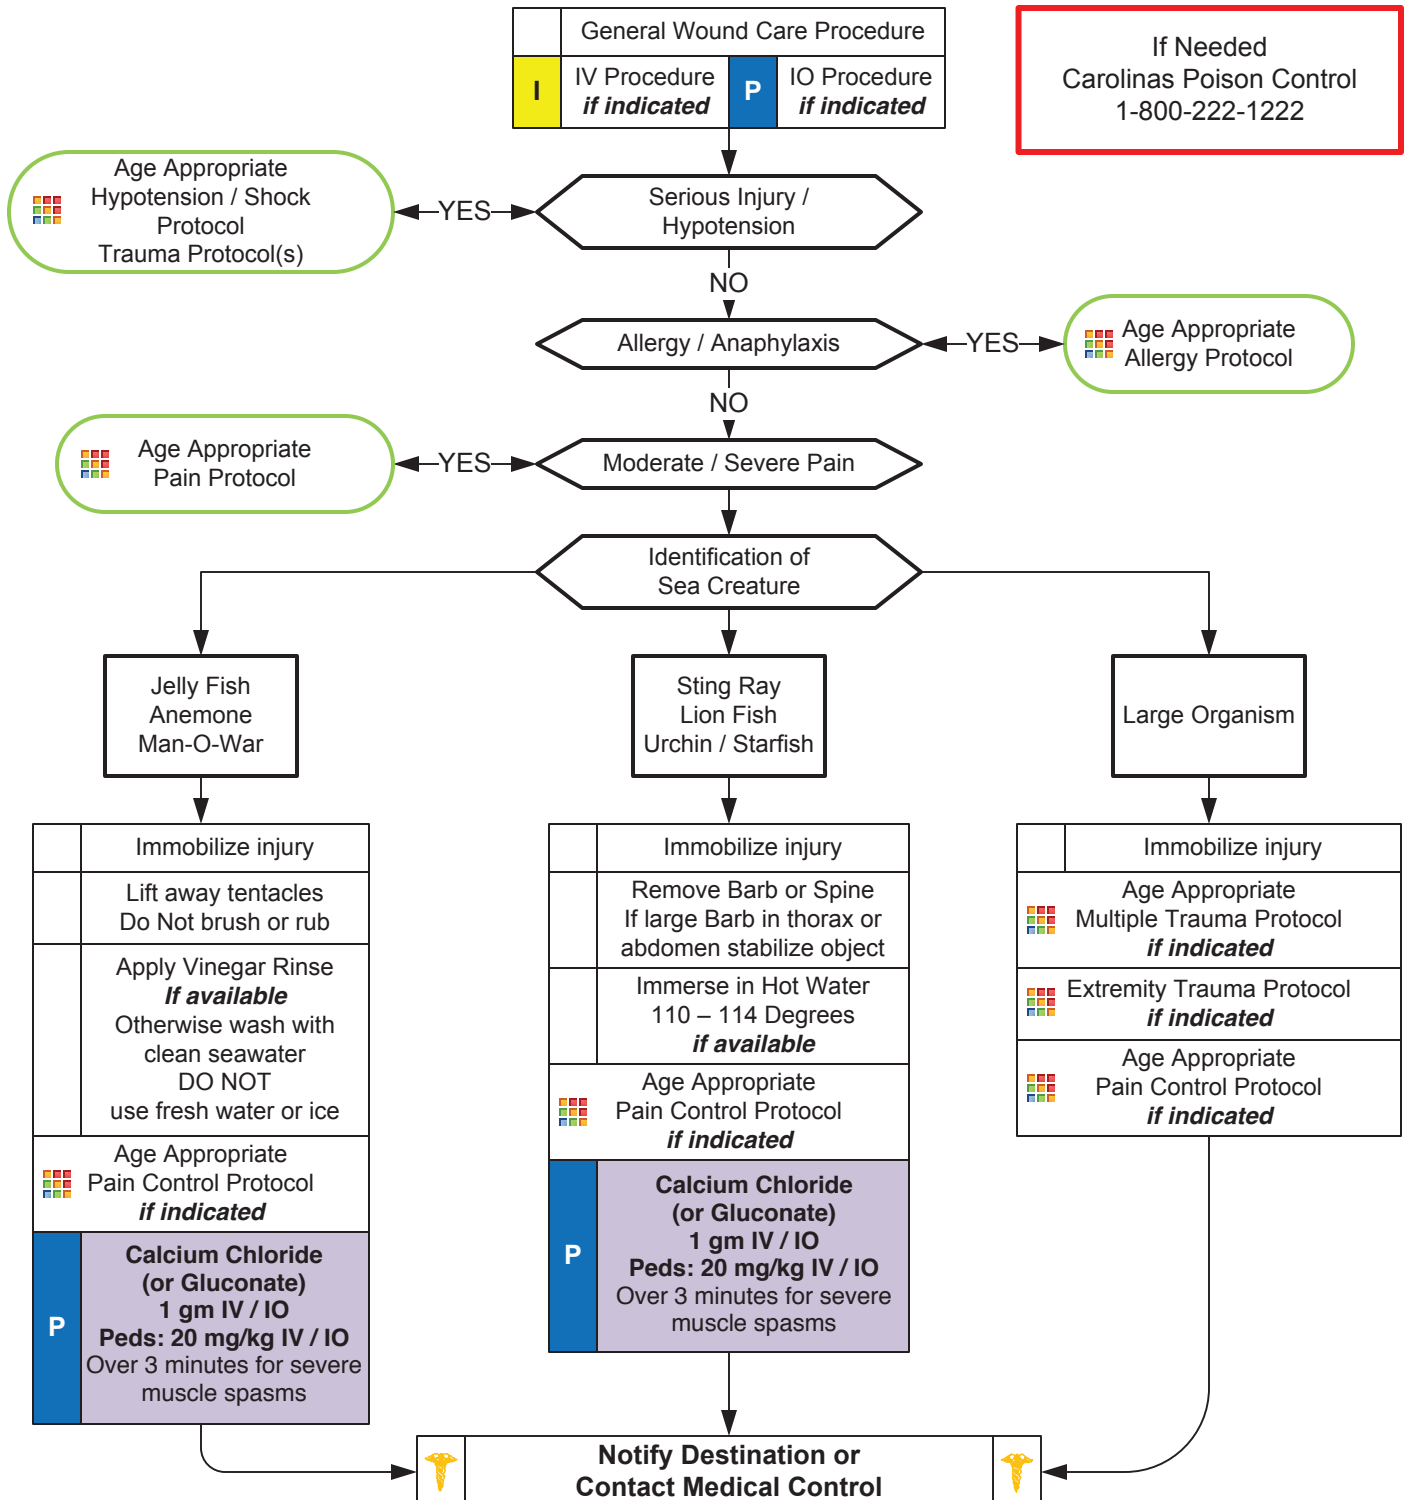 General Wound Care Procedure
I
IV Procedure
if indicated
P
IO Procedure
if indicated
If Needed
Carolinas Poison Control
1-800-222-1222
Age Appropriate
Hypotension / Shock
Protocol
Trauma Protocol(s)
YES
Serious Injury /
Hypotension
NO
Allergy / Anaphylaxis
YES
Age Appropriate
Allergy Protocol
NO
Age Appropriate
Pain Protocol
YES
Moderate / Severe Pain
Identification of
Sea Creature
Jelly Fish
Anemone
Man-O-War
Sting Ray
Lion Fish
Urchin / Starfish
Large Organism
Immobilize injury
Lift away tentacles
Do Not brush or rub
Apply Vinegar Rinse
If available
Otherwise wash with
clean seawater
DO NOT
use fresh water or ice
Age Appropriate
Pain Control Protocol
if indicated
P
Calcium Chloride
(or Gluconate)
1 gm IV / IO
Peds: 20 mg/kg IV / IO
Over 3 minutes for severe
muscle spasms
Immobilize injury
Remove Barb or Spine
If large Barb in thorax or
abdomen stabilize object
Immerse in Hot Water
110 – 114 Degrees
if available
Age Appropriate
Pain Control Protocol
if indicated
P
Calcium Chloride
(or Gluconate)
1 gm IV / IO
Peds: 20 mg/kg IV / IO
Over 3 minutes for severe
muscle spasms
Immobilize injury
Age Appropriate
Multiple Trauma Protocol
if indicated
Extremity Trauma Protocol
if indicated
Age Appropriate
Pain Control Protocol
if indicated
Notify Destination or
Contact Medical Control